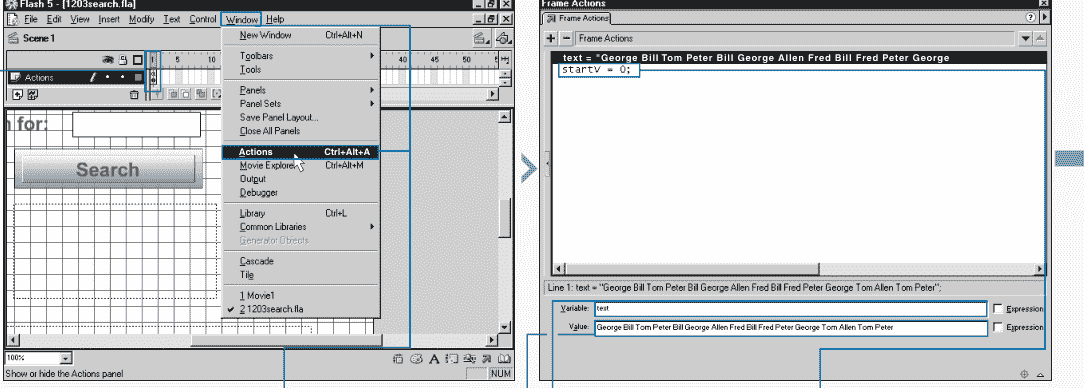 Flash 5 - [1203search.fla]
File Edit View Insert Modify Text Control Window Help
Scene 1
1 5 10 40 45 50
Actions
for:
Search
New Window Ctrl+Alt+N
Toolbars
Tools
Panels
Panel Sets
Save Panel Layout...
Close All Panels
Actions Ctrl+Alt+A
Movie Explorer Ctrl+Alt+M
Output
Debugger
Library Ctrl+L
Common Libraries
Generator Objects
Cascade
Tile
1 Movie1
2 1203search.fla
100%
Show or hide the Actions panel
NUM
Frame Actions
Frame Actions
Frame Actions
text = "George Bill Tom Peter Bill George Allen Fred Bill Fred Peter George
startV = 0;
Line 1: text = "George Bill Tom Peter Bill George Allen Fred Bill Fred Peter George Tom Allen Tom Peter";
Variable: text Expression
Value: George Bill Tom Peter Bill George Allen Fred Bill Fred Peter George Tom Allen Tom Peter Expression